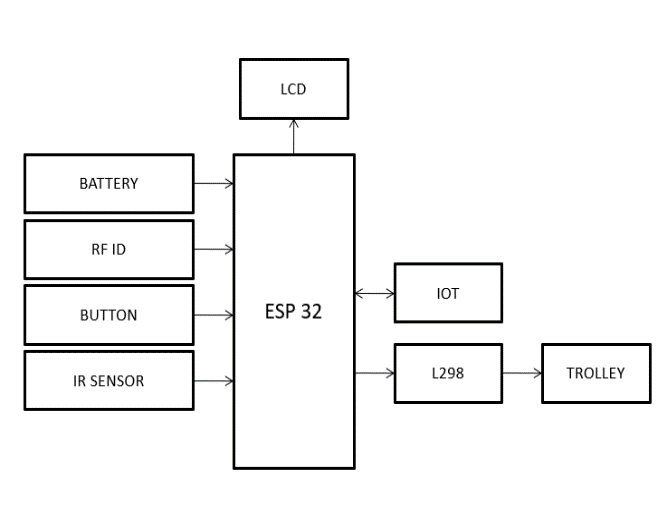 LCD
BATTERY
RF ID
BUTTON
IR SENSOR
ESP 32
IOT
L298
TROLLEY